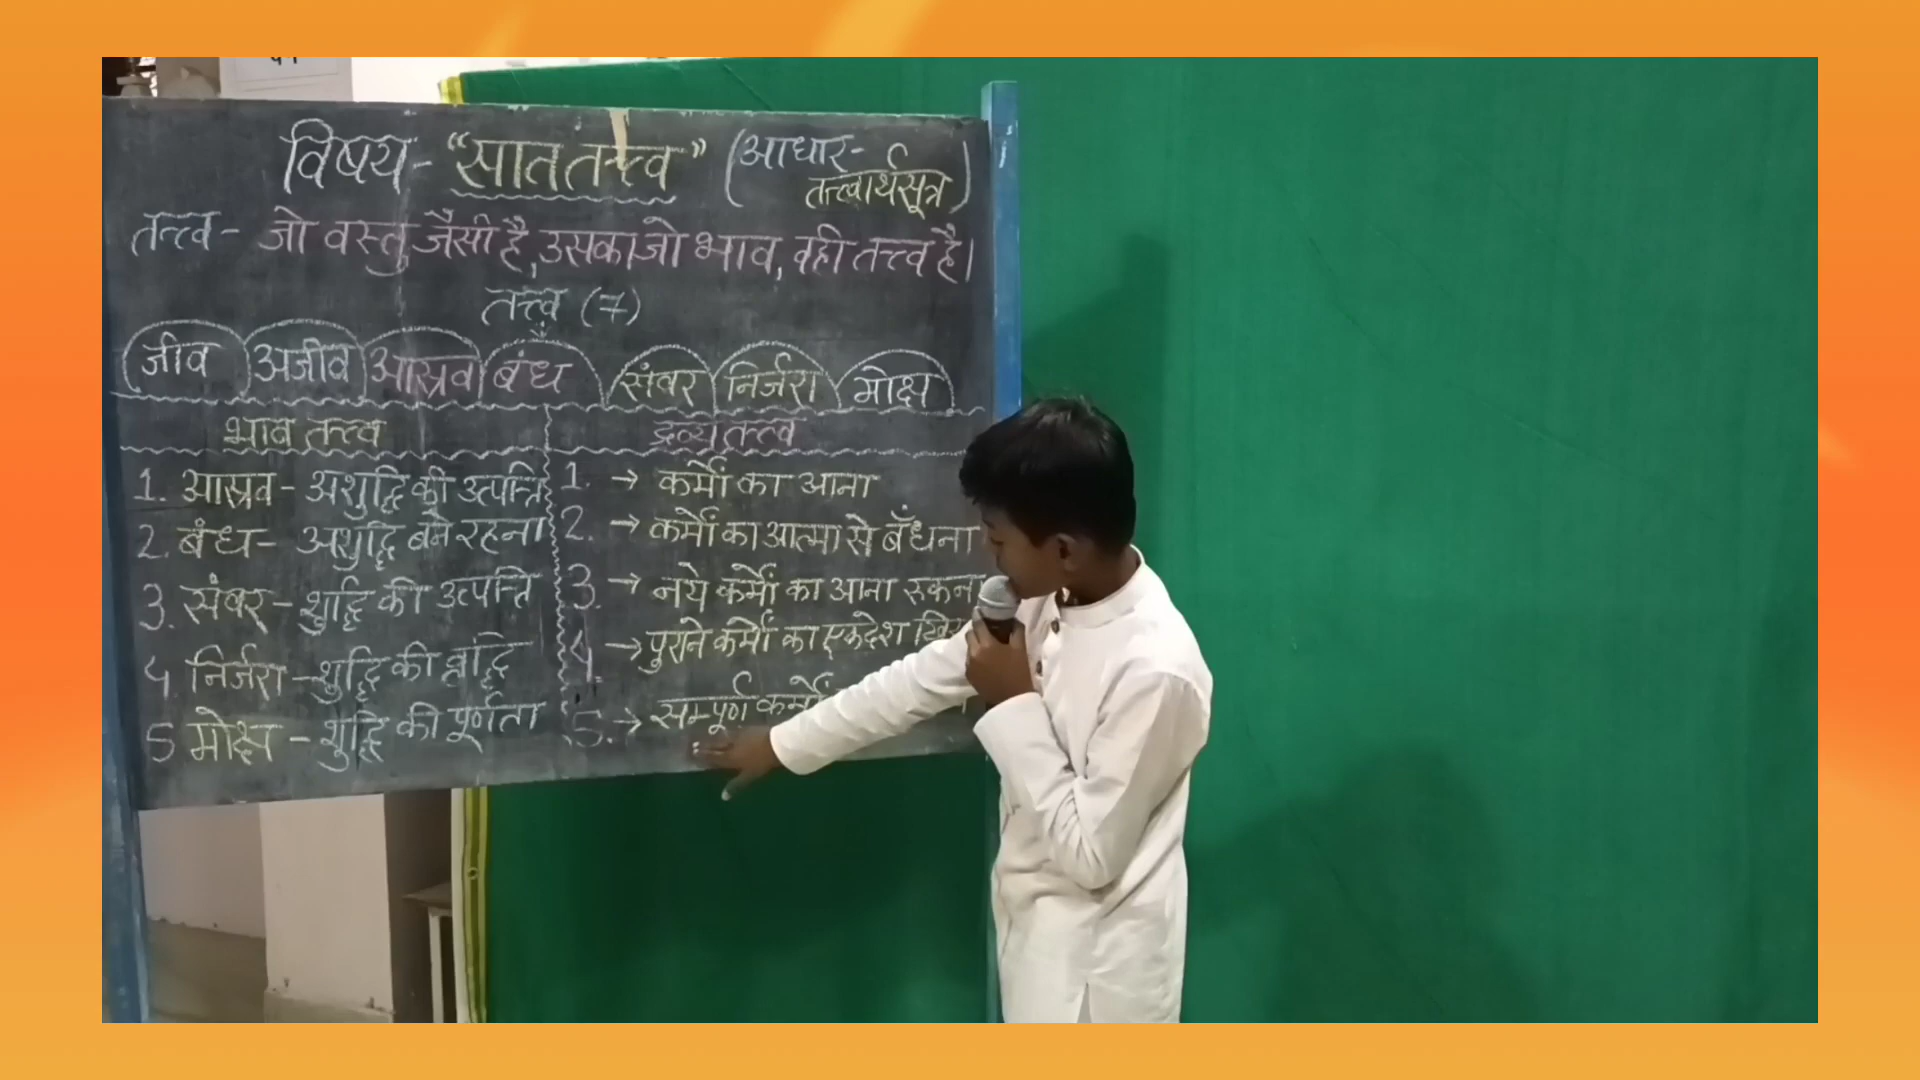 विषय - “सात तत्त्व” (आधार-
तत्त्वार्थसूत्र)
तत्त्व - जो वस्तु जैसी है, उसका जो भाव, वही तत्त्व है।
तत्त्व (7)
जीव अजीव आस्रव बंध संवर निर्जरा मोक्ष
भाव तत्त्व
1. आस्रव - अशुद्धि की उत्पत्ति
2. बंध - अशुद्धि बने रहना
3. संवर - शुद्धि की उत्पत्ति
4. निर्जरा - शुद्धि की वृद्धि
5 मोक्ष - शुद्धि की पूर्णता
द्रव्य तत्त्व
1. → कर्मों का आना
2. → कर्मों का आत्मा से बँधना
3. → नये कर्मों का आना रुकना
4. → पुराने कर्मों का एकदेश
5. → सम्पूर्ण कर्मों